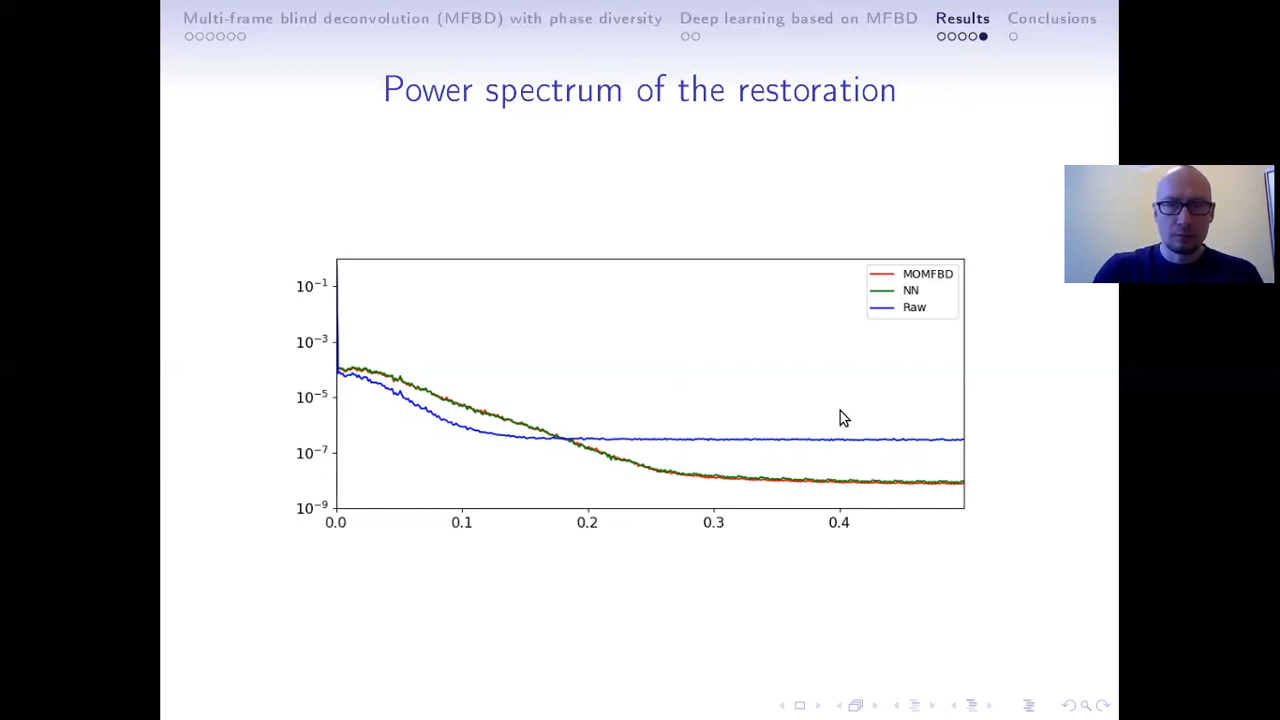 Multi-frame blind deconvolution (MFBD) with phase diversity Deep learning based on MFBD Results Conclusions
Power spectrum of the restoration
MOMFBD
NN
Raw
10⁻¹
10⁻³
10⁻⁵
10⁻⁷
10⁻⁹
0.0 0.1 0.2 0.3 0.4